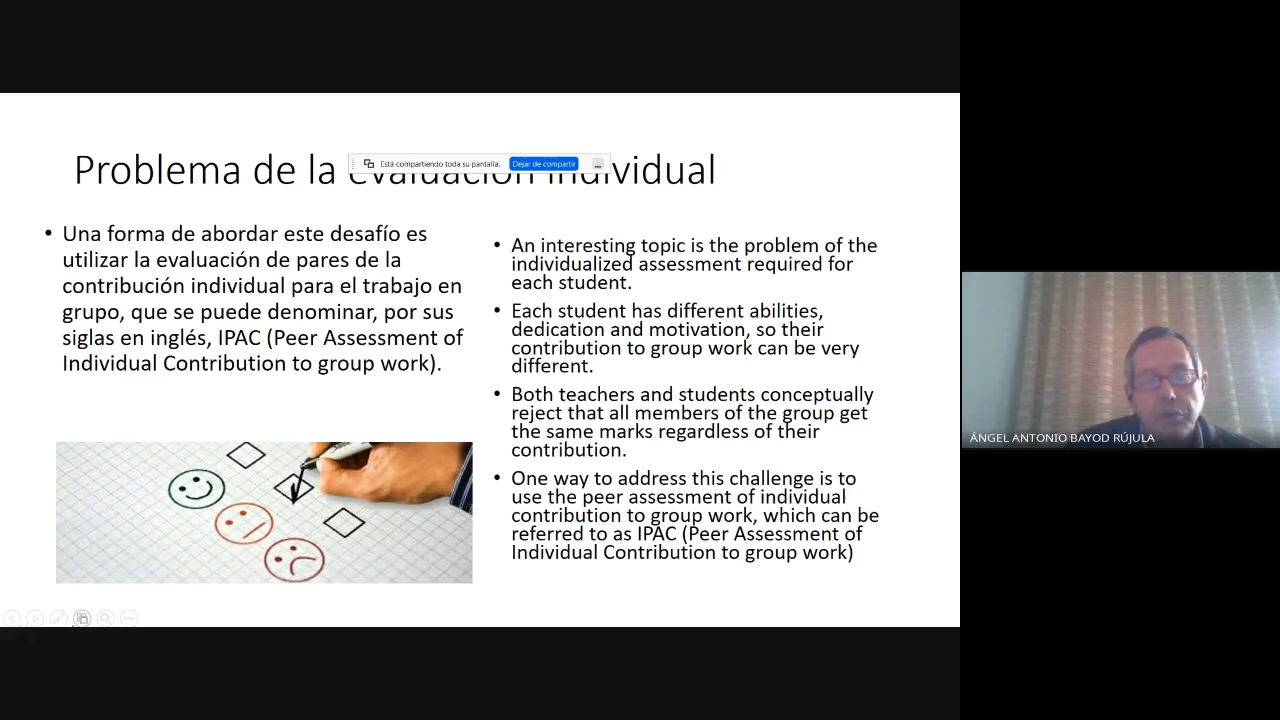 Problema de la evaluación individual
Está compartiendo toda su pantalla. Dejar de compartir
• Una forma de abordar este desafío es
utilizar la evaluación de pares de la
contribución individual para el trabajo en
grupo, que se puede denominar, por sus
siglas en inglés, IPAC (Peer Assessment of
Individual Contribution to group work).
• An interesting topic is the problem of the
individualized assessment required for
each student.
• Each student has different abilities,
dedication and motivation, so their
contribution to group work can be very
different.
• Both teachers and students conceptually
reject that all members of the group get
the same marks regardless of their
contribution.
• One way to address this challenge is to
use the peer assessment of individual
contribution to group work, which can be
referred to as IPAC (Peer Assessment of
Individual Contribution to group work)
ÁNGEL ANTONIO BAYOD RÚJULA